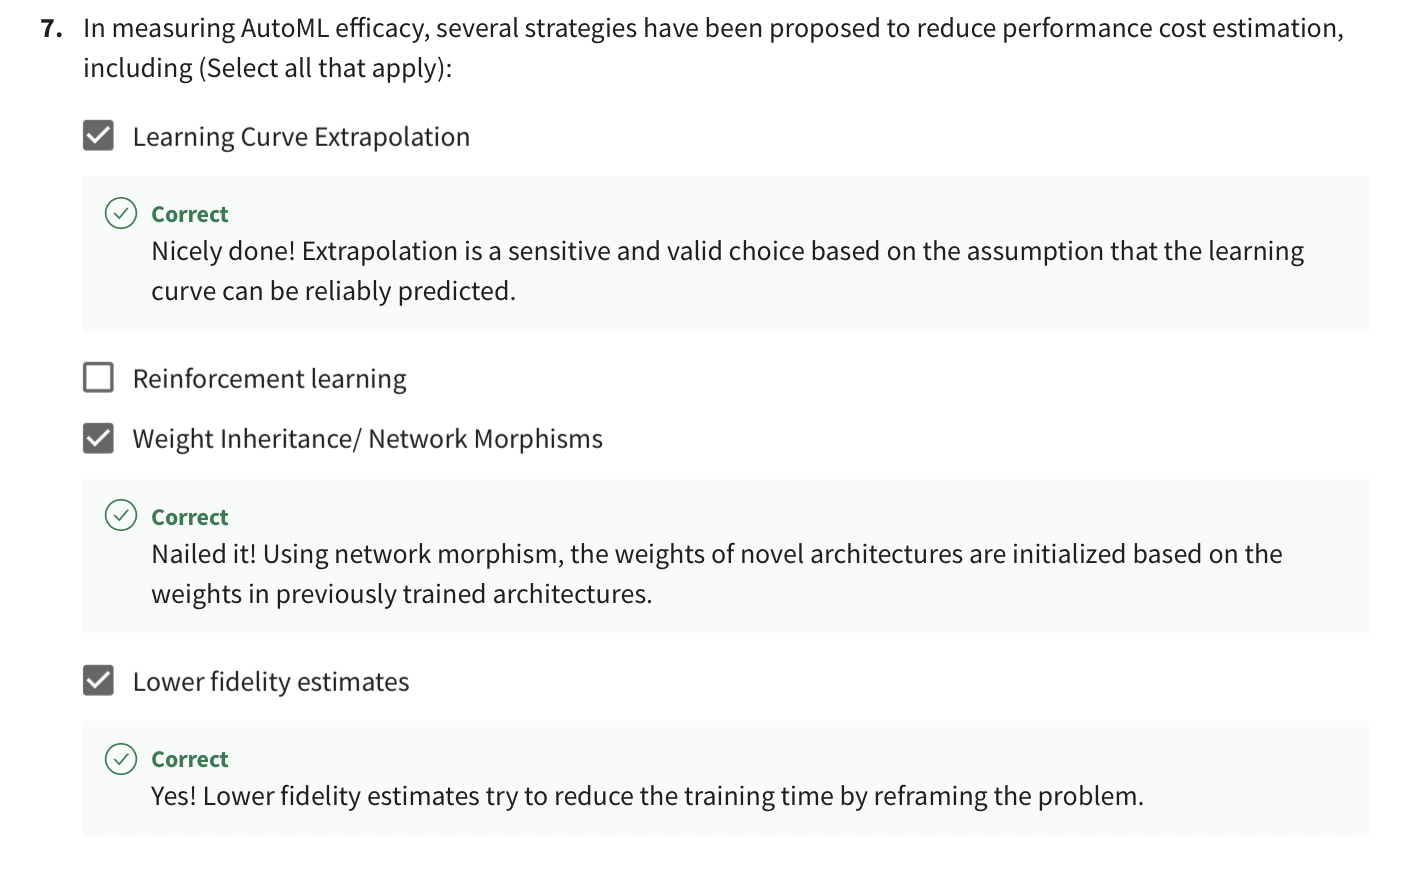 7. In measuring AutoML efficacy, several strategies have been proposed to reduce performance cost estimation,
including (Select all that apply):
Learning Curve Extrapolation
Correct
Nicely done! Extrapolation is a sensitive and valid choice based on the assumption that the learning
curve can be reliably predicted.
Reinforcement learning
Weight Inheritance/ Network Morphisms
Correct
Nailed it! Using network morphism, the weights of novel architectures are initialized based on the
weights in previously trained architectures.
Lower fidelity estimates
Correct
Yes! Lower fidelity estimates try to reduce the training time by reframing the problem.